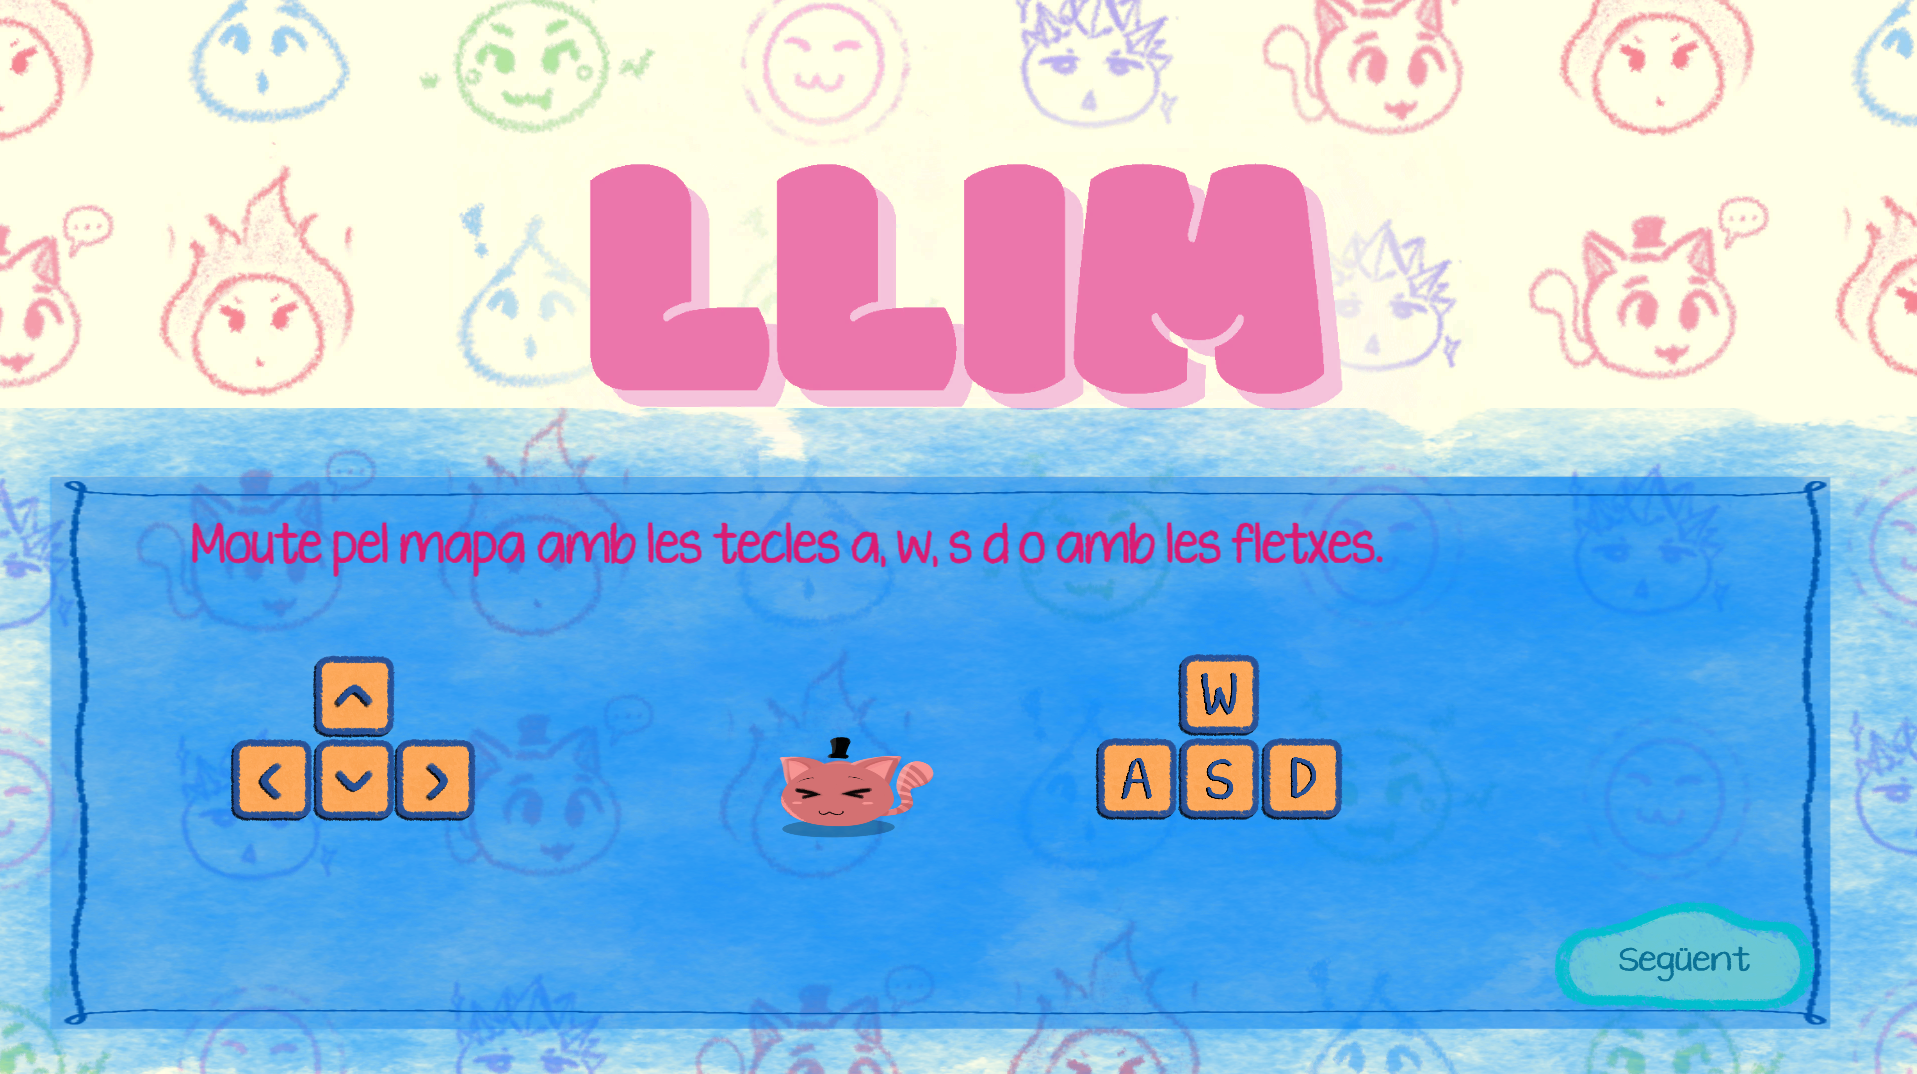 LLIM
Moute pel mapa amb les tecles a, w, s d o amb les fletxes.
W
A S D
Següent